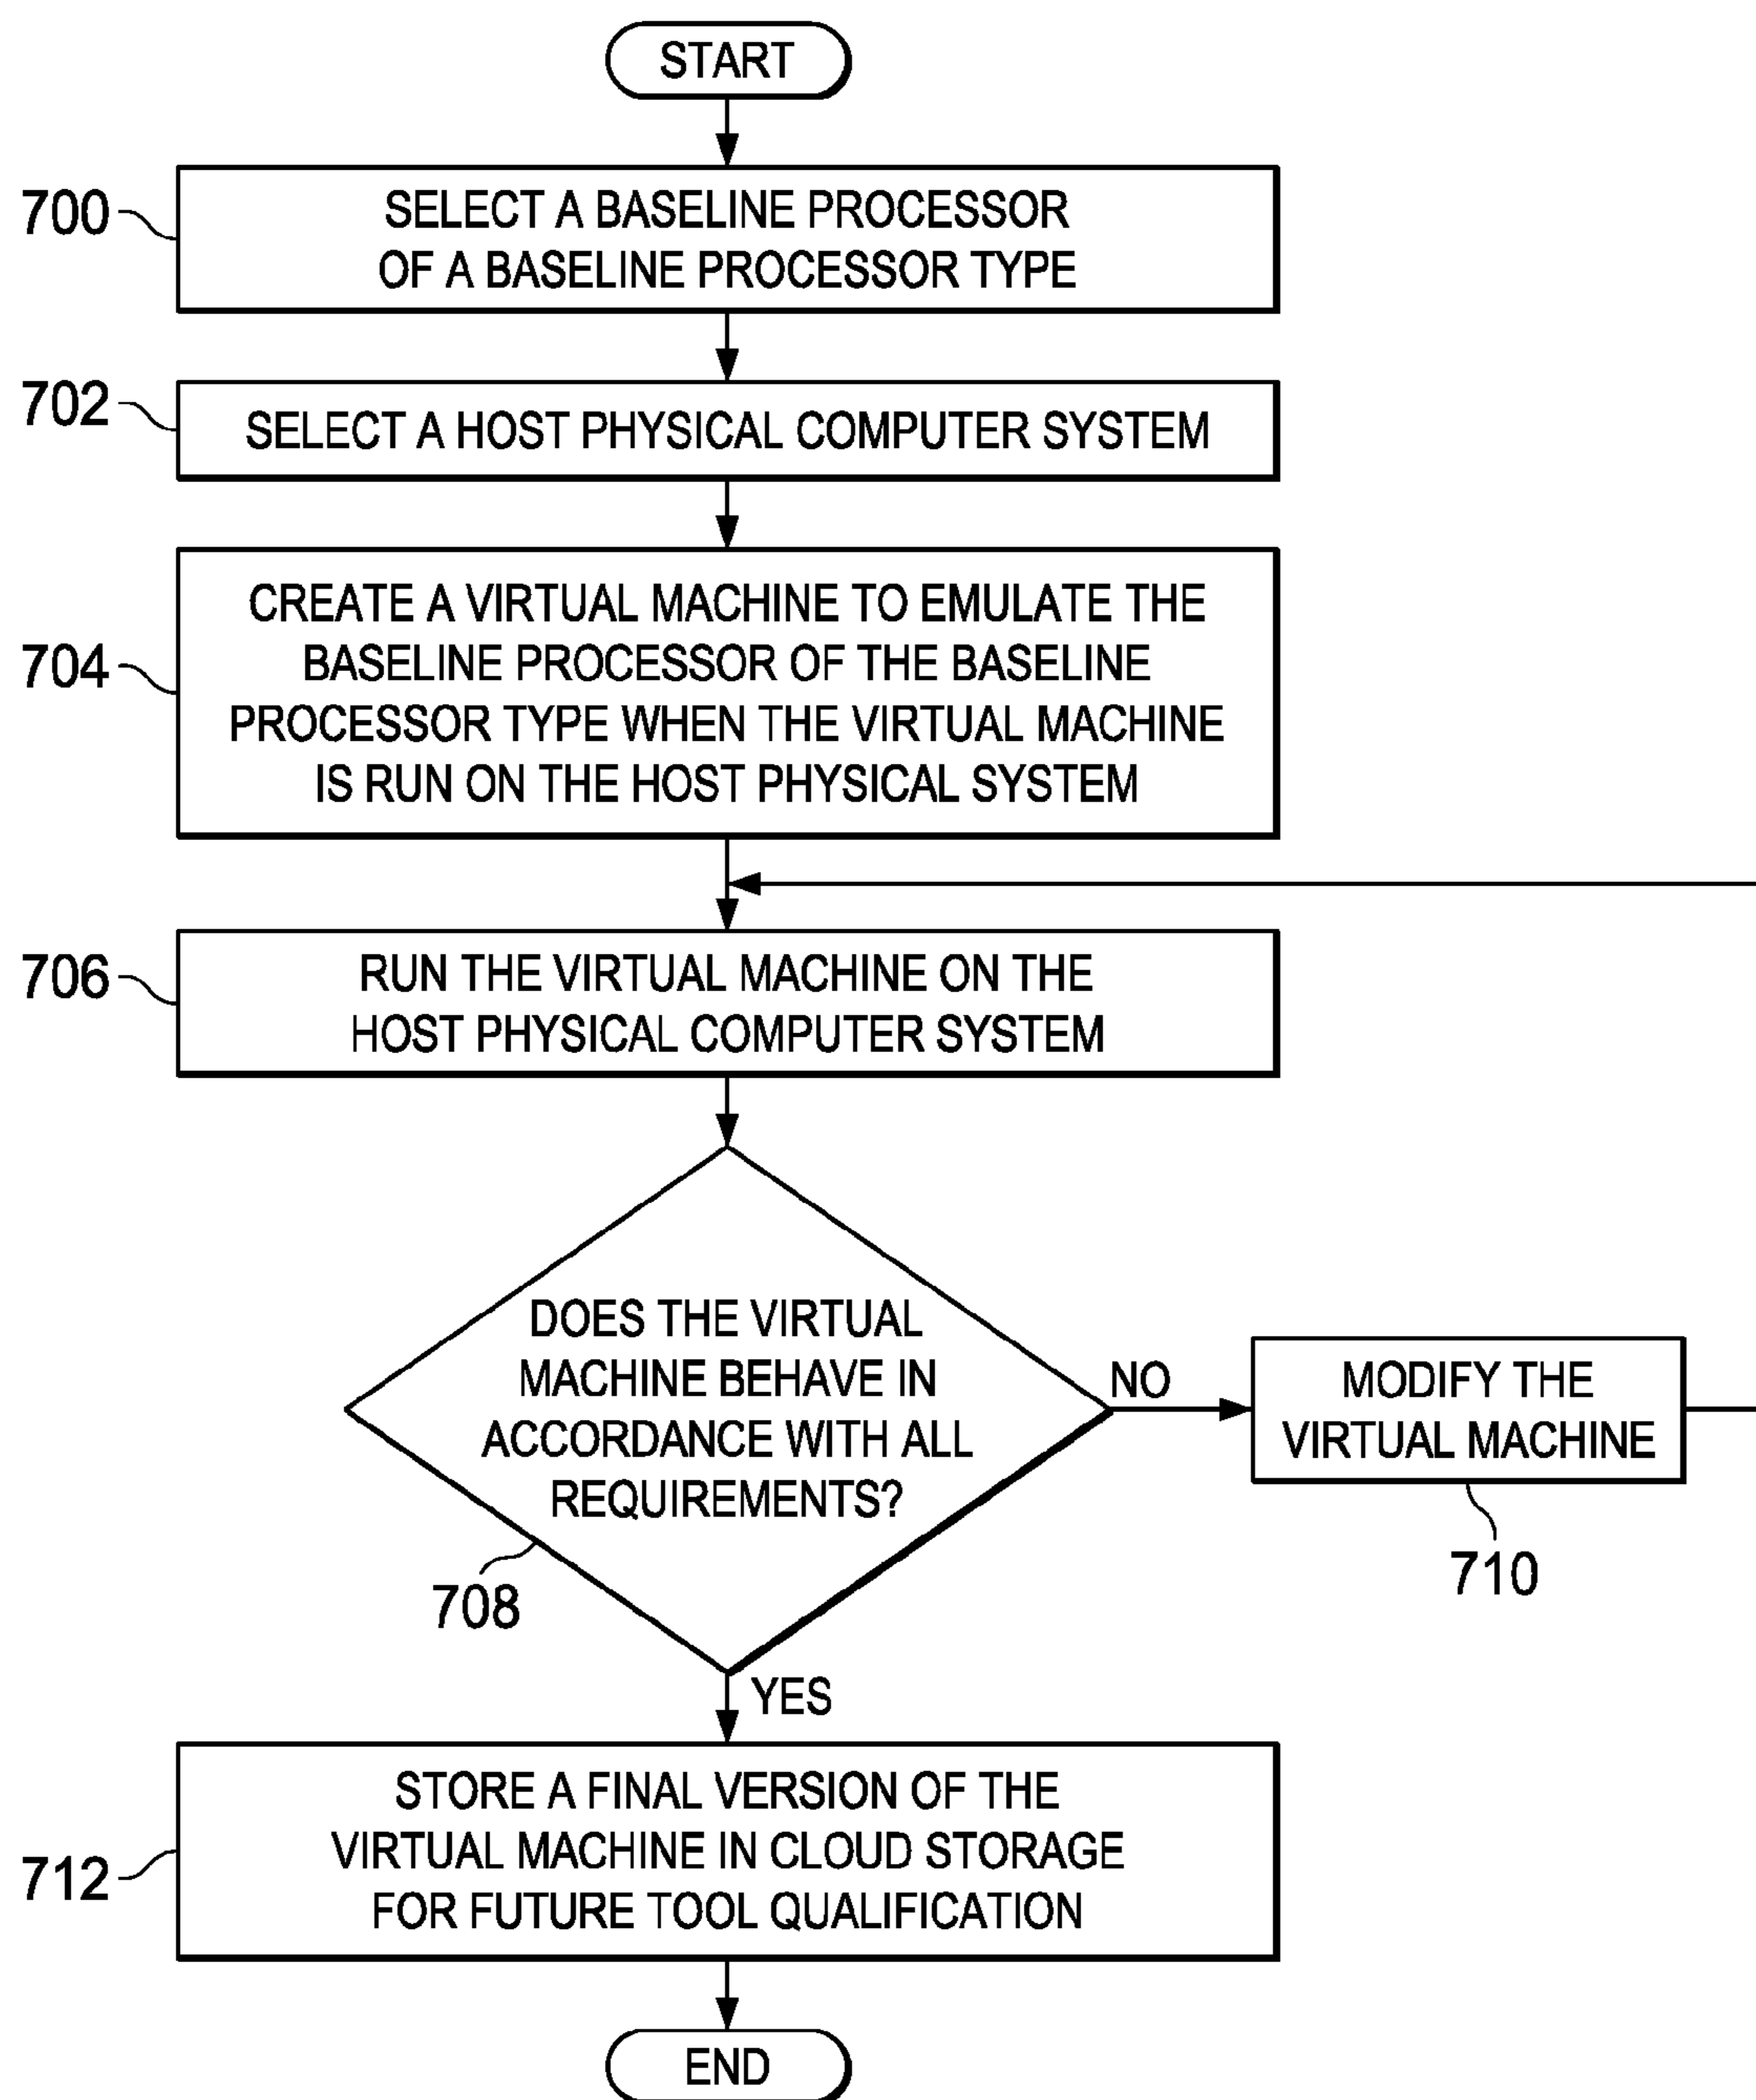 START
700
SELECT A BASELINE PROCESSOR
OF A BASELINE PROCESSOR TYPE
702
SELECT A HOST PHYSICAL COMPUTER SYSTEM
704
CREATE A VIRTUAL MACHINE TO EMULATE THE
BASELINE PROCESSOR OF THE BASELINE
PROCESSOR TYPE WHEN THE VIRTUAL MACHINE
IS RUN ON THE HOST PHYSICAL SYSTEM
706
RUN THE VIRTUAL MACHINE ON THE
HOST PHYSICAL COMPUTER SYSTEM
DOES THE VIRTUAL
MACHINE BEHAVE IN
ACCORDANCE WITH ALL
REQUIREMENTS?
708
NO
MODIFY THE
VIRTUAL MACHINE
710
YES
712
STORE A FINAL VERSION OF THE
VIRTUAL MACHINE IN CLOUD STORAGE
FOR FUTURE TOOL QUALIFICATION
END